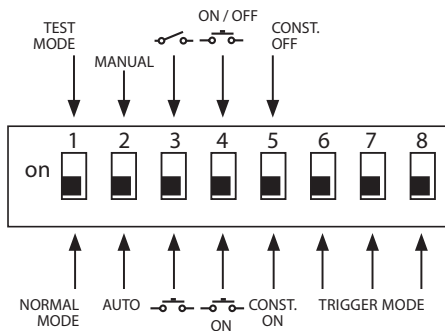 ON / OFF
TEST
MODE
CONST.
OFF
MANUAL
1 2 3 4 5 6 7 8
on
NORMAL
MODE
AUTO
ON
CONST.
ON
TRIGGER MODE